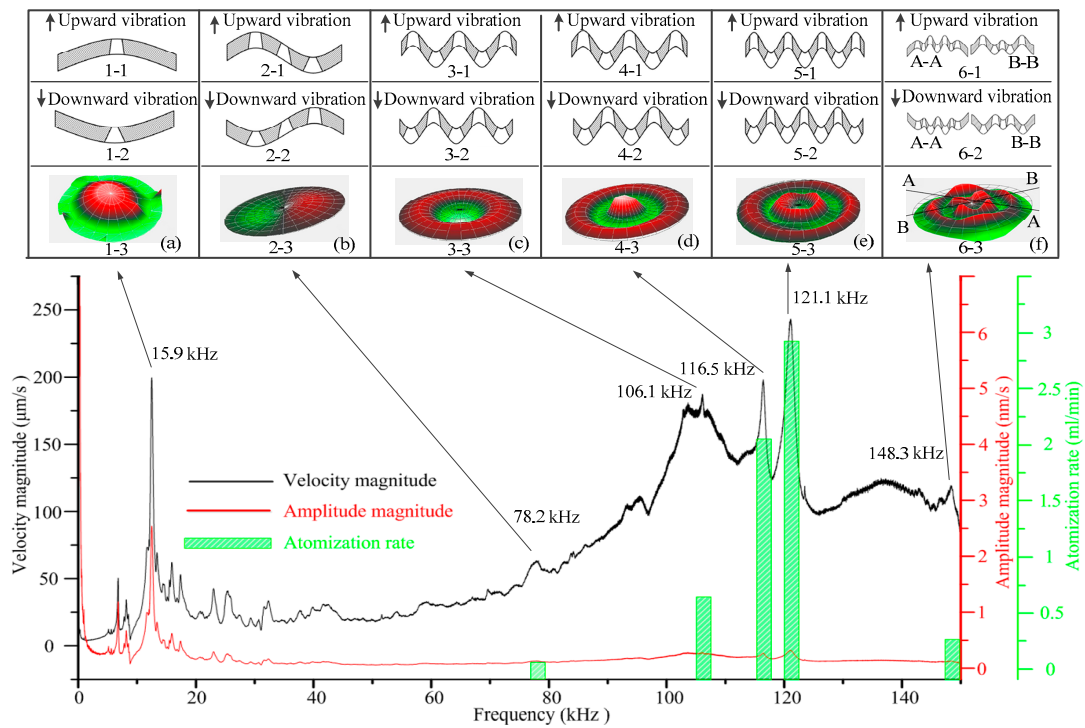 Upward vibration Upward vibration Upward vibration Upward vibration Upward vibration Upward vibration
A-A B-B
1-1 2-1 3-1 4-1 5-1 6-1
Downward vibration Downward vibration Downward vibration Downward vibration Downward vibration Downward vibration
A-A B-B
1-2 2-2 3-2 4-2 5-2 6-2
A B
B A
(a) (b) (c) (d) (e) (f)
1-3 2-3 3-3 4-3 5-3 6-3
121.1 kHz
15.9 kHz
116.5 kHz
106.1 kHz
148.3 kHz
78.2 kHz
Velocity magnitude
Amplitude magnitude
Atomization rate
Velocity magnitude (μm/s)
250
200
150
100
50
0
Amplitude magnitude (nm/s)
6
5
4
3
2
1
0
Atomization rate (ml/min)
3
2.5
2
1.5
1
0.5
0
0 20 40 60 80 100 120 140
Frequency (kHz)